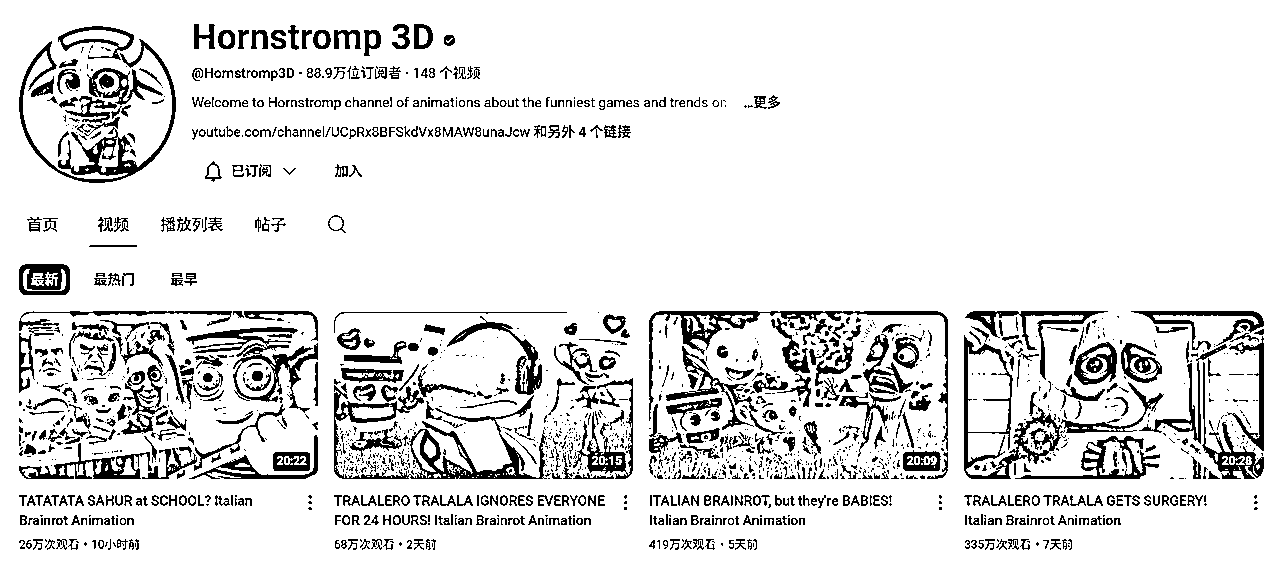 Hornstromp 3D
@Hornstromp3D · 88.9万位订阅者 · 148 个视频
Welcome to Hornstromp channel of animations about the funniest games and trends on ...更多
youtube.com/channel/UCpRx8BFSkdVx8MAW8unaJcw 和另外 4 个链接
已订阅 加入
首页 视频 播放列表 帖子
最新 最热门 最早
20:22 20:15 20:09 20:28
TATATATA SAHUR at SCHOOL? Italian
Brainrot Animation
26万次观看 • 10小时前
TRALALERO TRALALA IGNORES EVERYONE
FOR 24 HOURS! Italian Brainrot Animation
68万次观看 • 2天前
ITALIAN BRAINROT, but they're BABIES!
Italian Brainrot Animation
419万次观看 • 5天前
TRALALERO TRALALA GETS SURGERY!
Italian Brainrot Animation
335万次观看 • 7天前